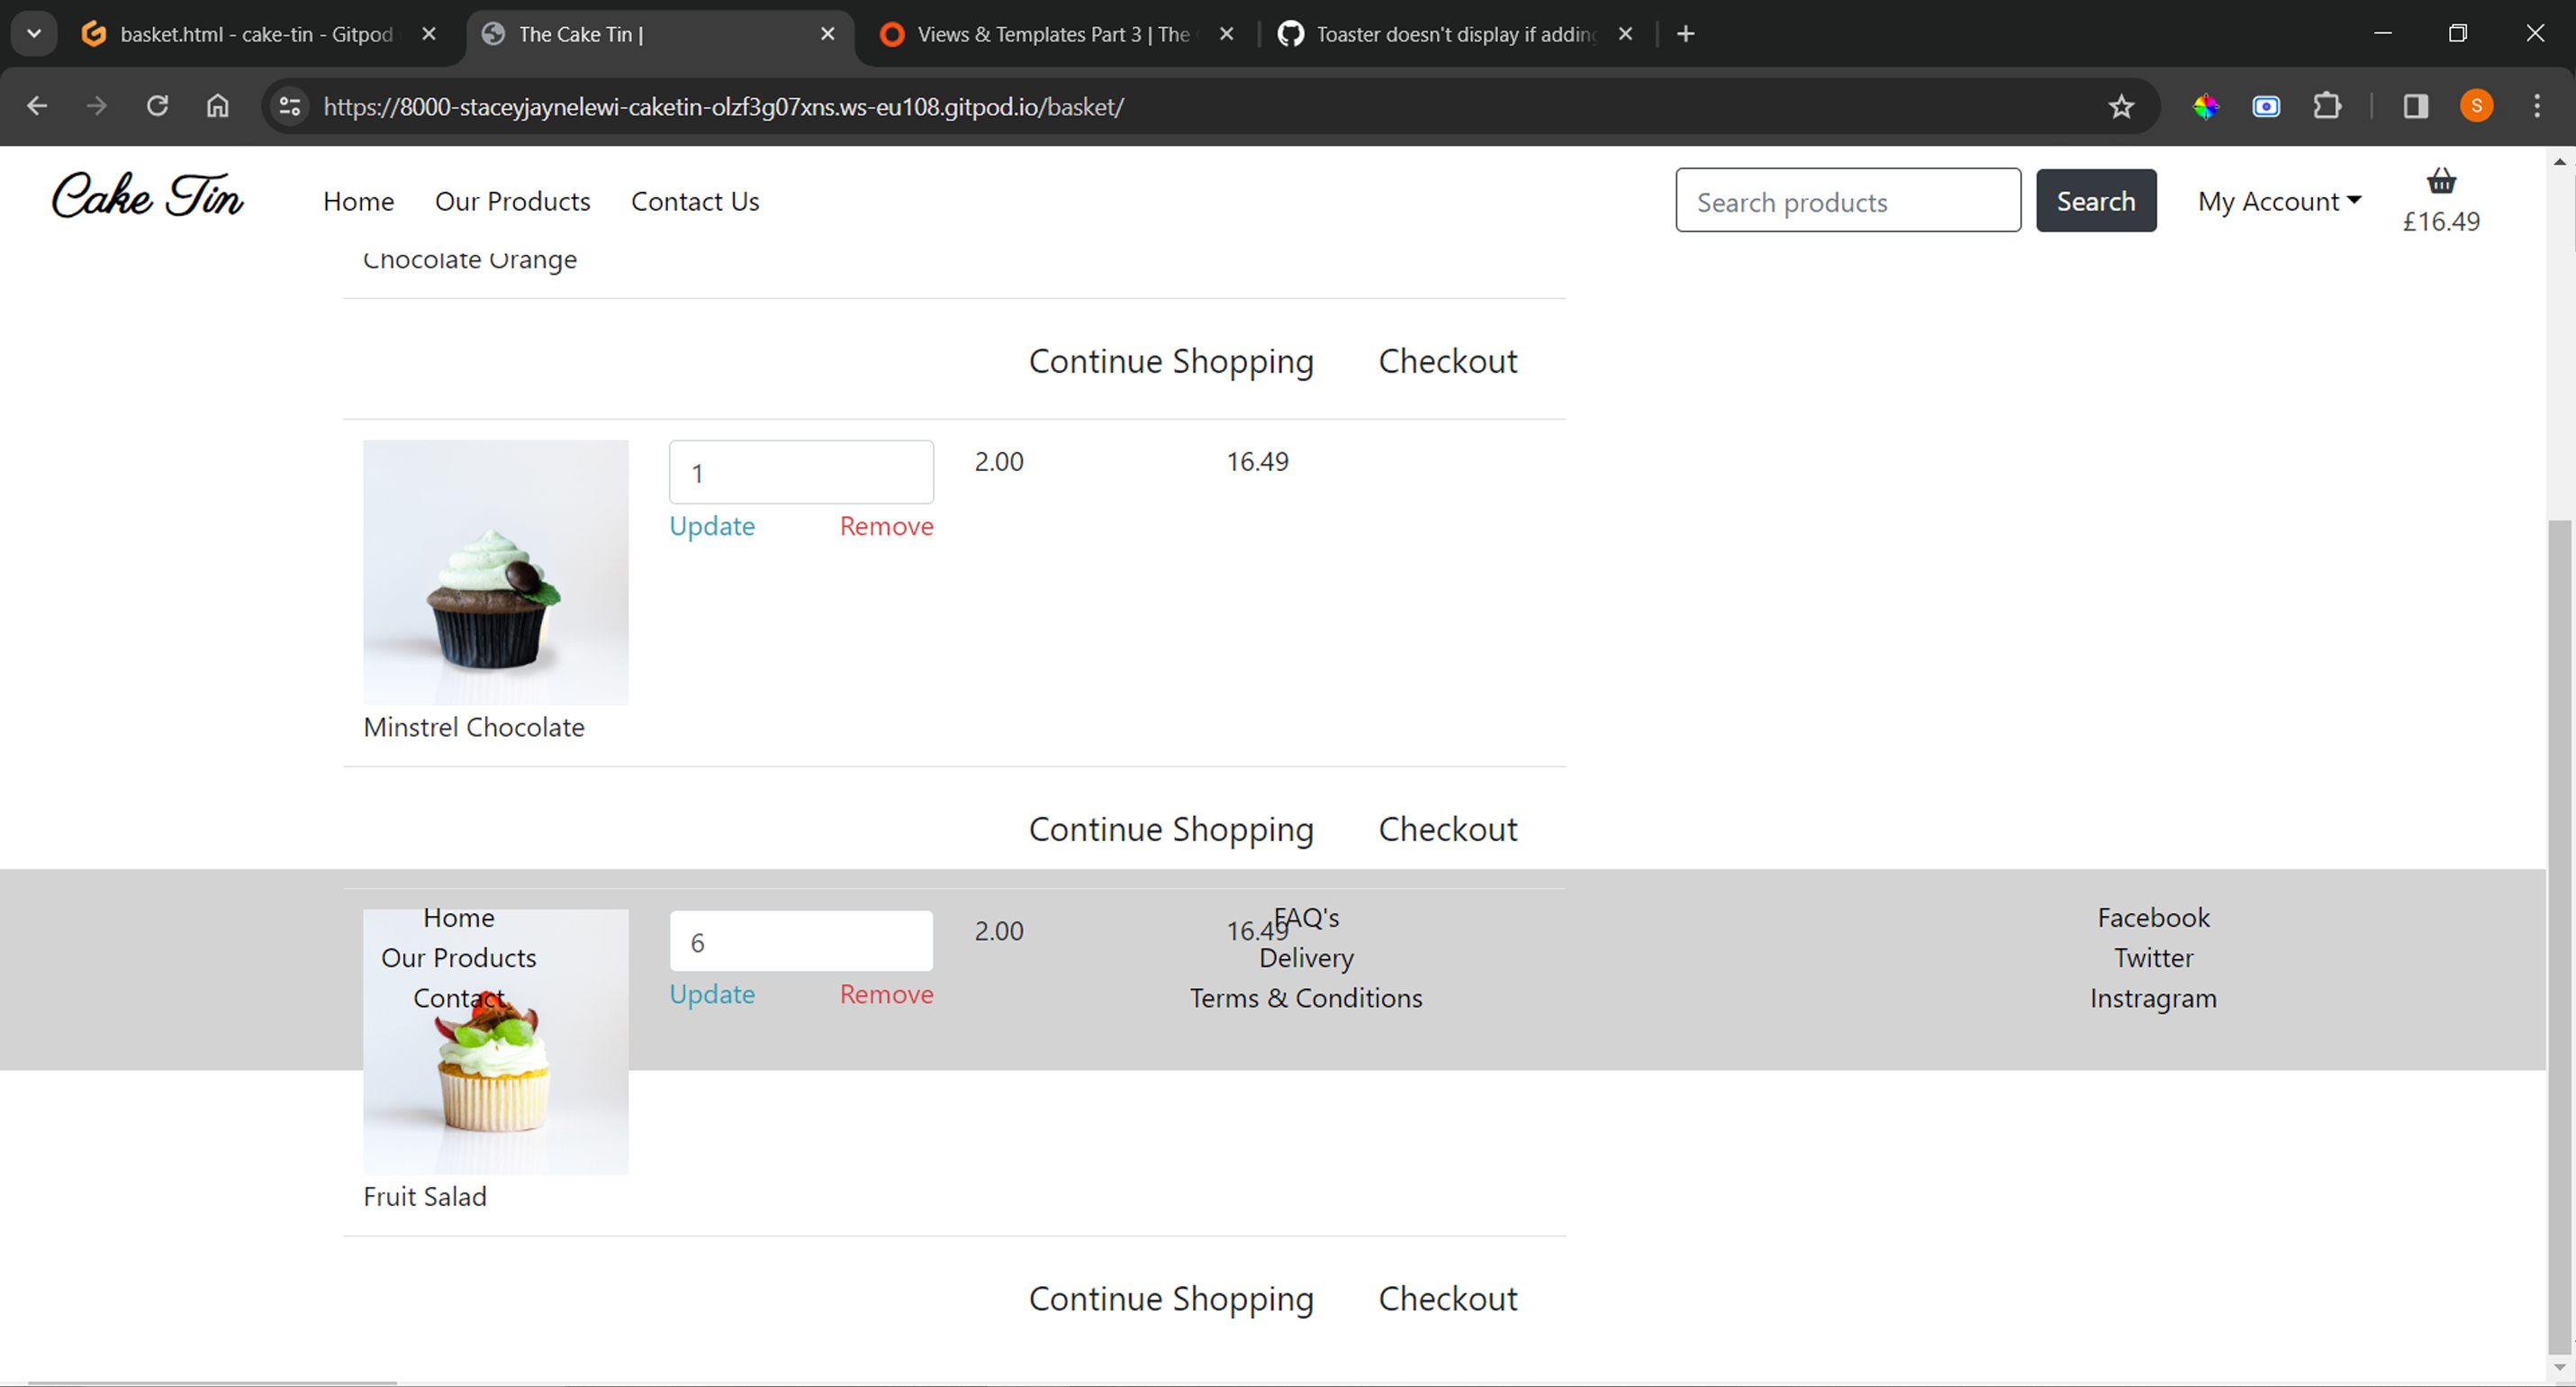 basket.html - cake-tin - Gitpod
The Cake Tin |
Views & Templates Part 3 | The
Toaster doesn't display if adding
https://8000-staceyjaynelewi-caketin-olzf3g07xns.ws-eu108.gitpod.io/basket/
S
Cake Tin
Home
Our Products
Contact Us
Search products
Search
My Account
£16.49
Chocolate Orange
Continue Shopping
Checkout
1
2.00
16.49
Update
Remove
Minstrel Chocolate
Continue Shopping
Checkout
Home
Our Products
Contact
6
2.00
16.49
Update
Remove
FAQ's
Delivery
Terms & Conditions
Facebook
Twitter
Instragram
Fruit Salad
Continue Shopping
Checkout